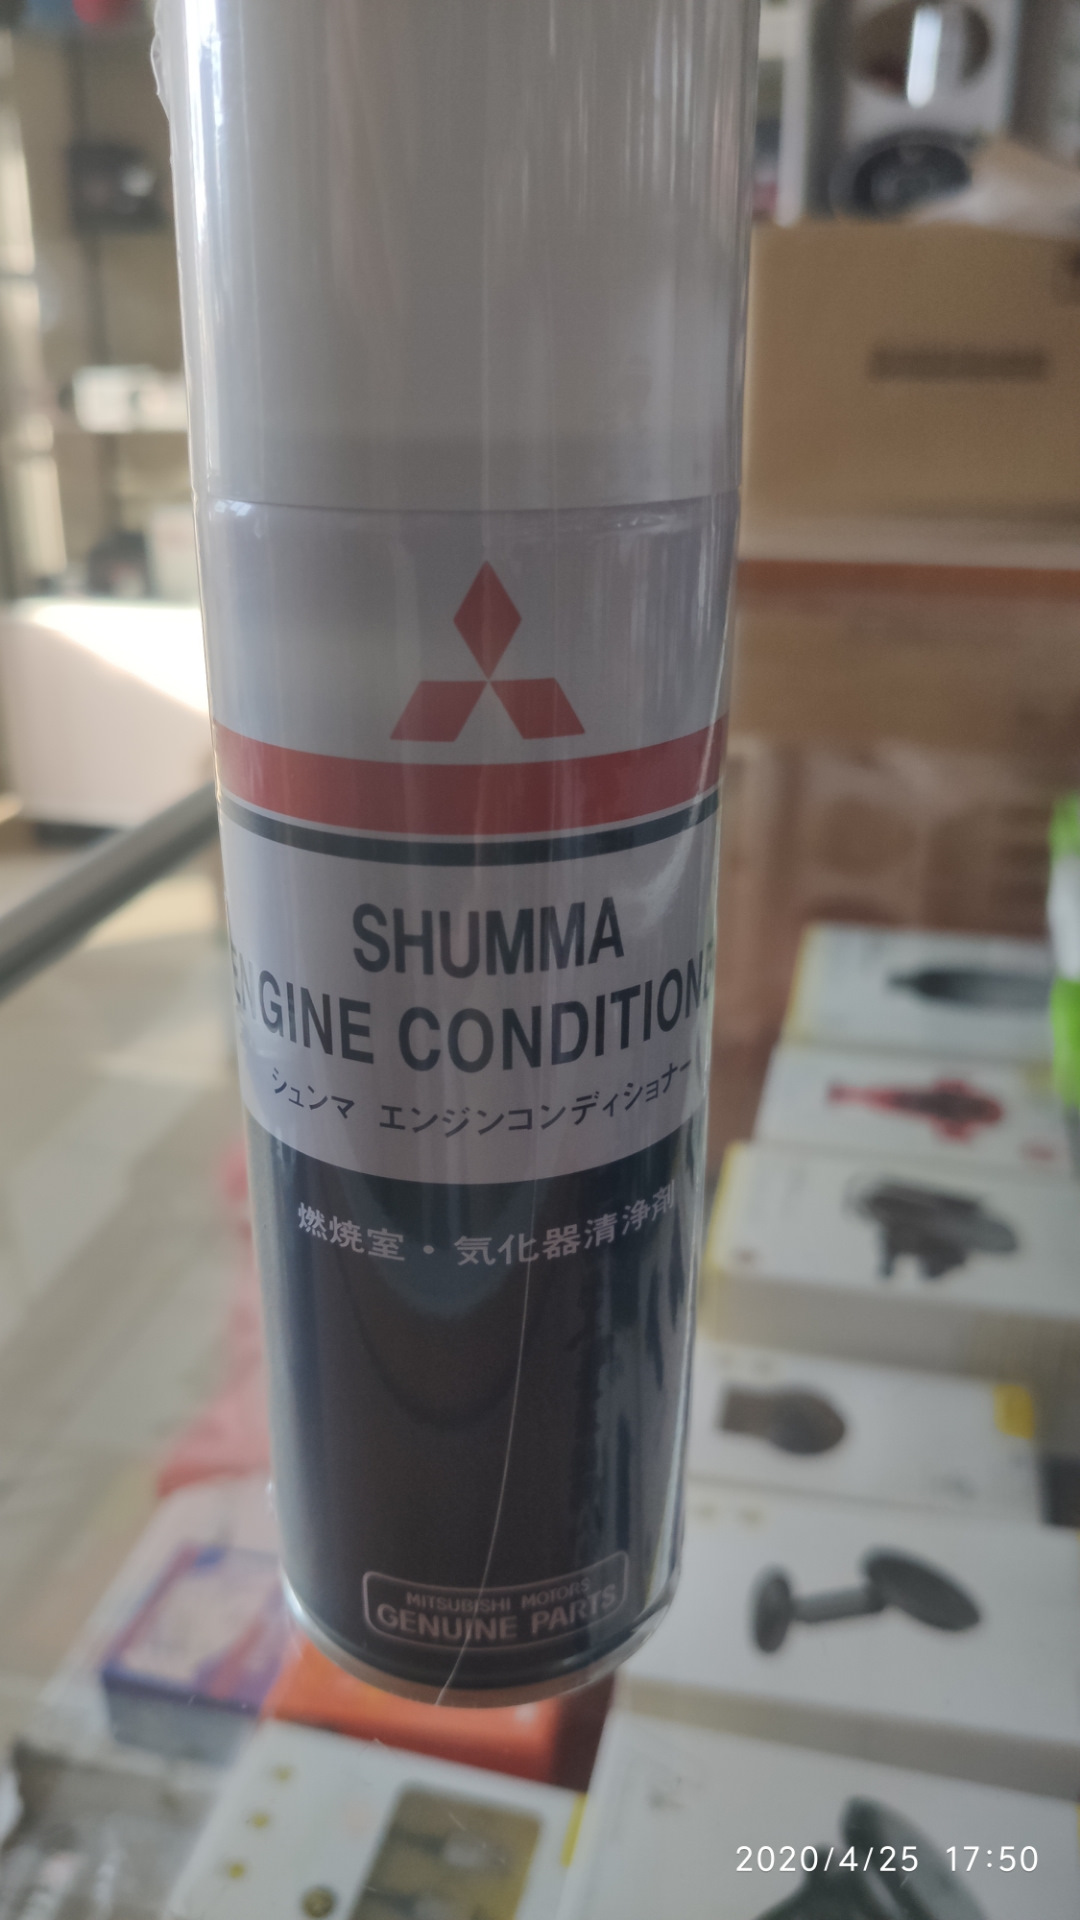 SHUMMA
ENGINE CONDITIONE
シュンマ エンジンコンディショナー
燃焼室・気化器清浄剤
MITSUBISHI MOTORS
GENUINE PARTS
2020/4/25 17:50